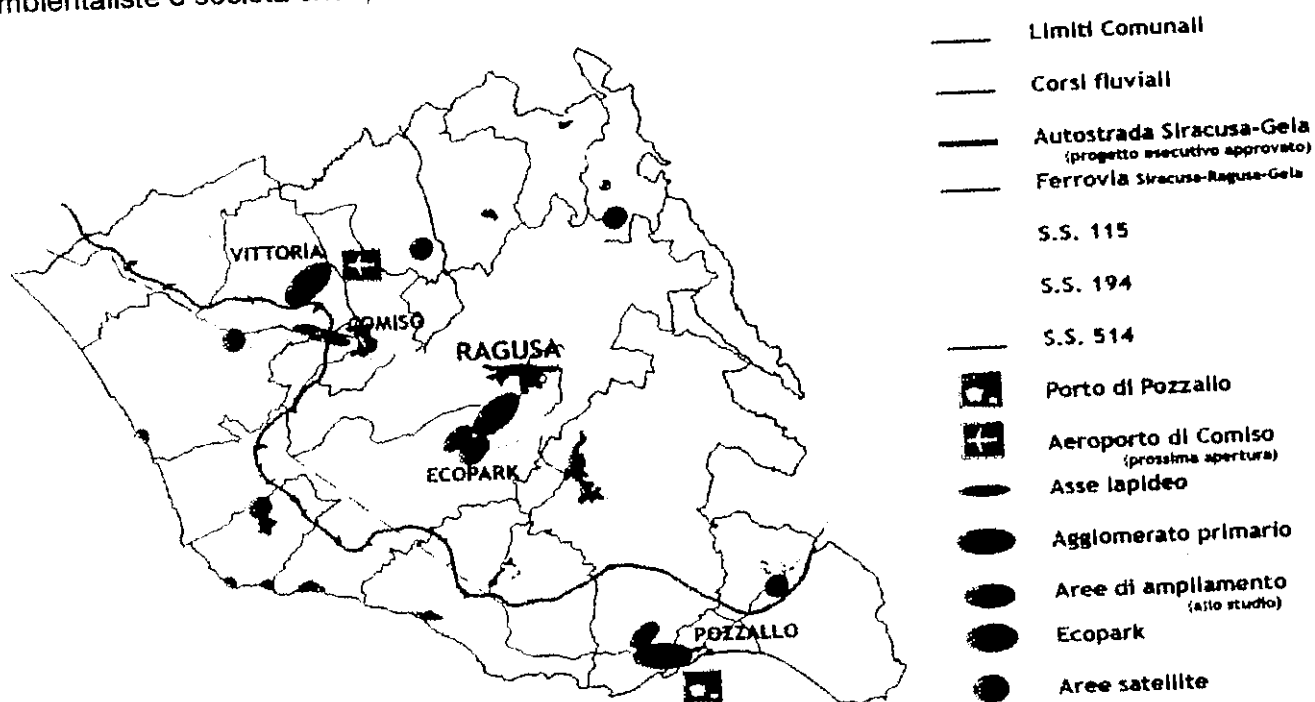 mbientaliste e società
Limiti Comunali
Corsi fluviali
Autostrada Siracusa-Gela
(progetto esecutivo approvato)
Ferrovia Siracusa-Ragusa-Gela
S.S. 115
S.S. 194
S.S. 514
Porto di Pozzallo
Aeroporto di Comiso
(prossima apertura)
Asse lapideo
Agglomerato primario
Aree di ampliamento
(allo studio)
Ecopark
Aree satellite
VITTORIA
COMISO
RAGUSA
ECOPARK
POZZALLO